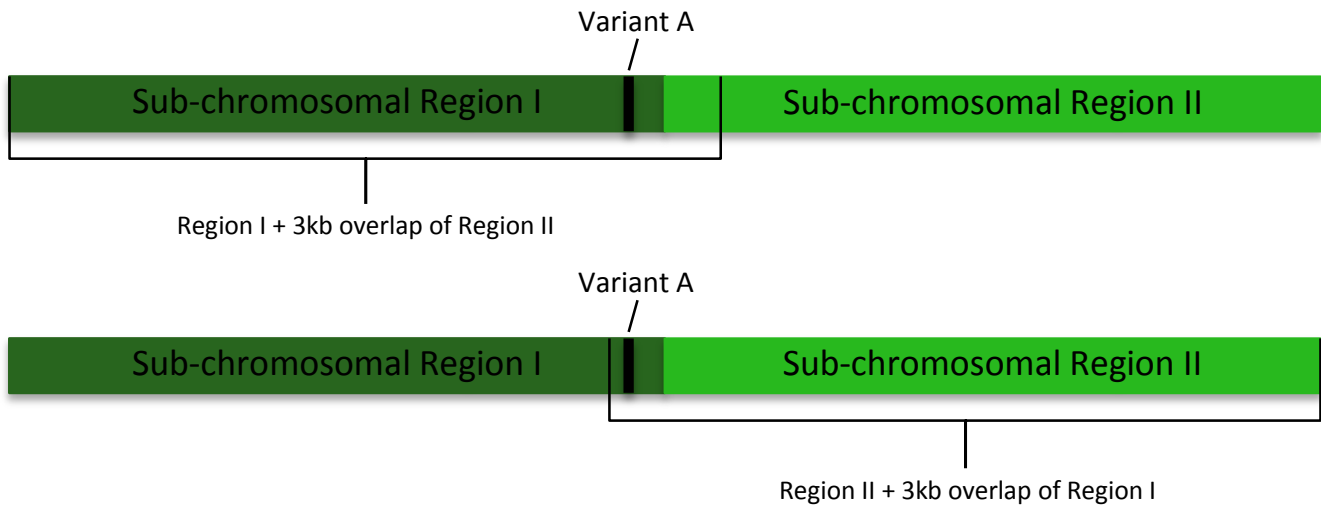 Variant A
Sub-chromosomal Region I
Sub-chromosomal Region II
Region I + 3kb overlap of Region II
Variant A
Sub-chromosomal Region I
Sub-chromosomal Region II
Region II + 3kb overlap of Region I